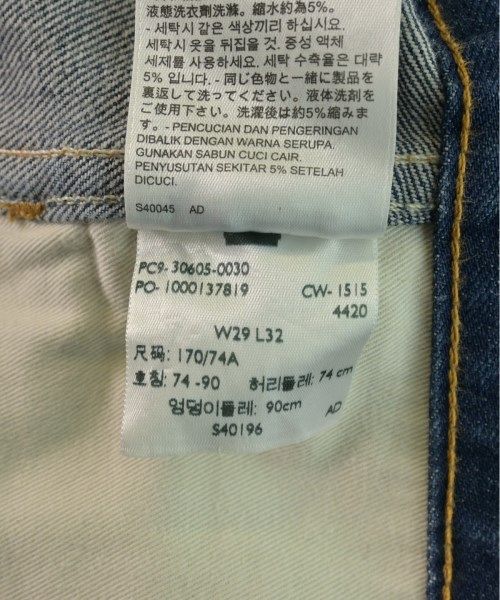 液態洗衣劑洗滌。縮水約為5%。
- 세탁시 같은 색상끼리 하십시오.
세탁시 옷을 뒤집을 것. 중성 액체
세제를 사용하세요. 세탁 수축율은 대략
5% 입니다. - 同じ色物と一緒に製品を
裏返して洗ってください。液体洗剤を
ご使用下さい。洗濯後は約5%縮みま
す。- PENCUCIAN DAN PENGERINGAN
DIBALIK DENGAN WARNA SERUPA.
GUNAKAN SABUN CUCI CAIR.
PENYUSUTAN SEKITAR 5% SETELAH
DICUCI.
S40045 AD
PC9- 30605-0030
PO- 1000137819 CW- 1515
4420
W29 L32
尺码: 170/74A
호칭: 74 -90 허리둘레: 74 cm
엉덩이둘레: 90cm AD
S40196